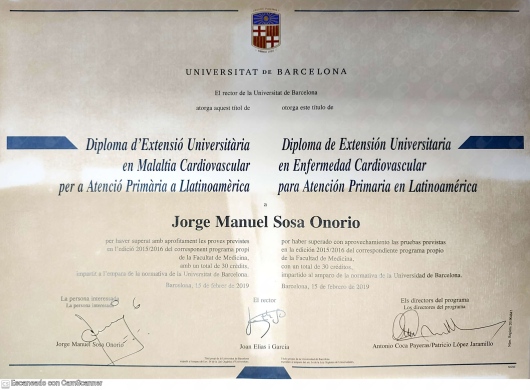 UNIVERSITAT DE BARCELONA
El rector de la Universitat de Barcelona
atorga aquest títol de
otorga este título de
Diploma d'Extensió Universitària
en Malaltia Cardiovascular
per a Atenció Primària a Llatinoamèrica
Diploma de Extensión Universitaria
en Enfermedad Cardiovascular
para Atención Primaria en Latinoamérica
a
Jorge Manuel Sosa Onorio
per haver superat amb aprofitament les proves previstes
en l'edició 2015/2016 del corresponent programa propi
de la Facultat de Medicina,
amb un total de 30 crèdits,
impartit a l'empara de la normativa de la Universitat de Barcelona.
Barcelona, 15 de febrer de 2019
por haber superado con aprovechamiento las pruebas previstas
en la edición 2015/2016 del correspondiente programa propio
de la Facultad de Medicina,
con un total de 30 créditos,
impartido al amparo de la normativa de la Universidad de Barcelona.
Barcelona, 15 de febrero de 2019
La persona interessada
La persona interesada
Jorge Manuel Sosa Onorio
El rector
Joan Elias i Garcia
Els directors del programa
Los directores del programa
Antonio Coca Payeras/Patricio López Jaramillo
Escaneado con CamScanner